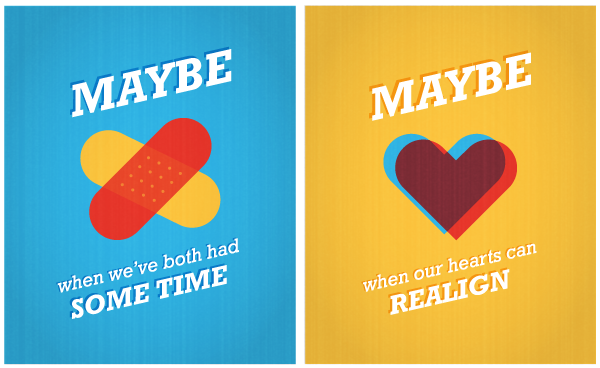 MAYBE
when we've both had
SOME TIME
MAYBE
when our hearts can
REALIGN